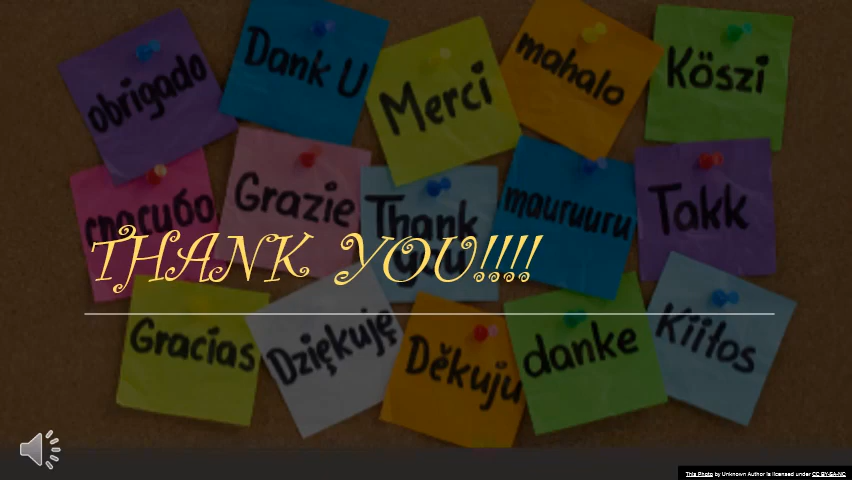 obrigado
Dank U
Merci
mahalo
Köszi
спасибо
Grazie
Thank
You
mauruuru
Takk
THANK YOU!!!!
Gracias
Dziękuję
Děkuju
danke
Kiitos
This Photo by Unknown Author is licensed under CC BY-SA-NC